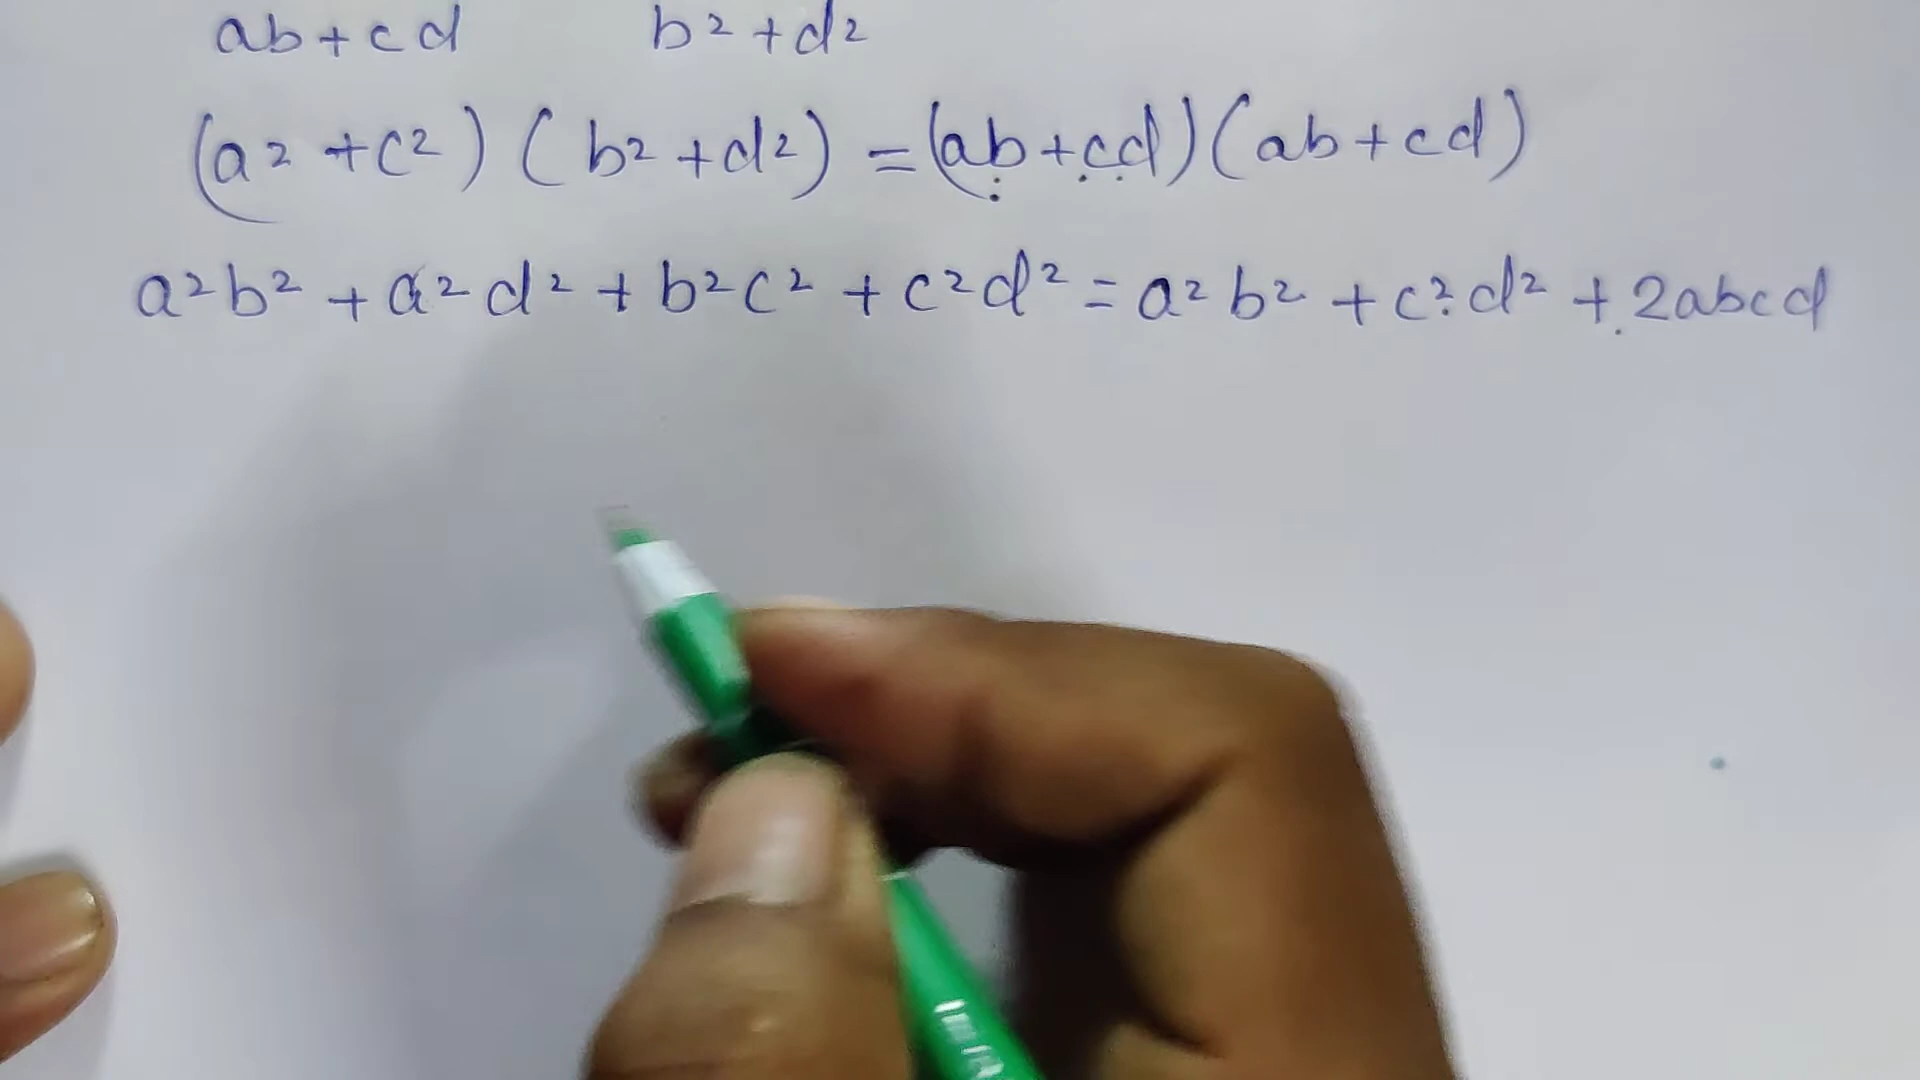 ab+cd b²+d²
(a²+c²)(b²+d²)=(ab+cd)(ab+cd)
a²b²+a²d²+b²c²+c²d²=a²b²+c²d²+2abcd